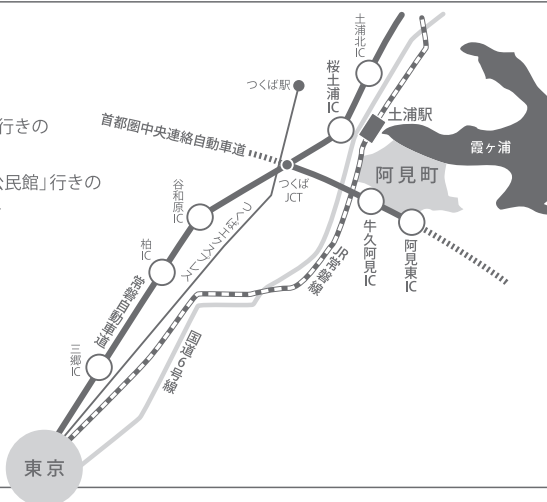 行きの
公民館」行きの
土浦北IC
桜土浦IC
つくば駅
土浦駅
霞ヶ浦
首都圏中央連絡自動車道
阿見町
つくばJCT
谷和原IC
つくばエクスプレス
牛久阿見IC
阿見東IC
JR常磐線
柏IC
常磐自動車道
国道6号線
三郷IC
東京